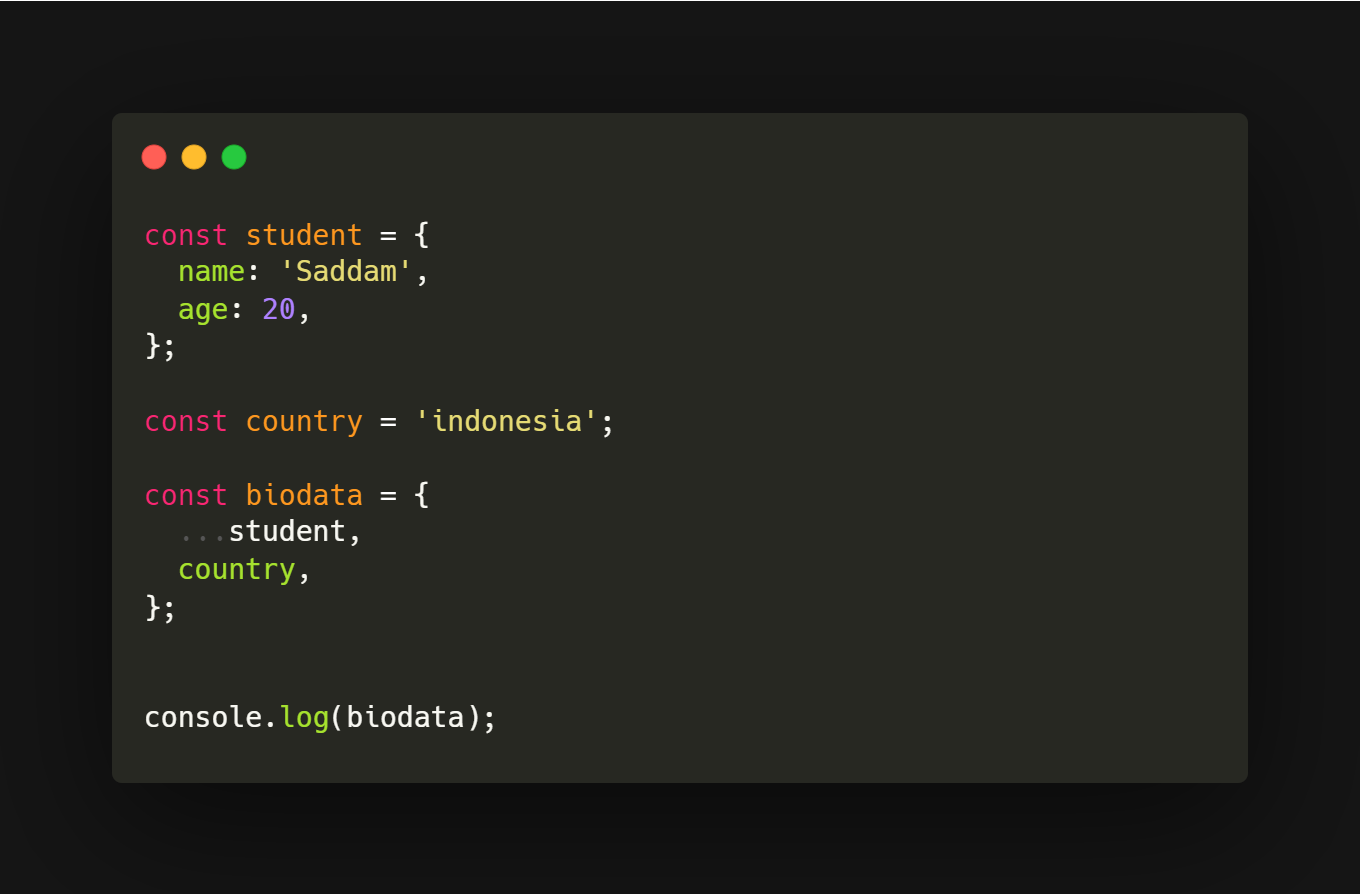 const student = {
  name: 'Saddam',
  age: 20,
};
const country = 'indonesia';
const biodata = {
  ...student,
  country,
};
console.log(biodata);